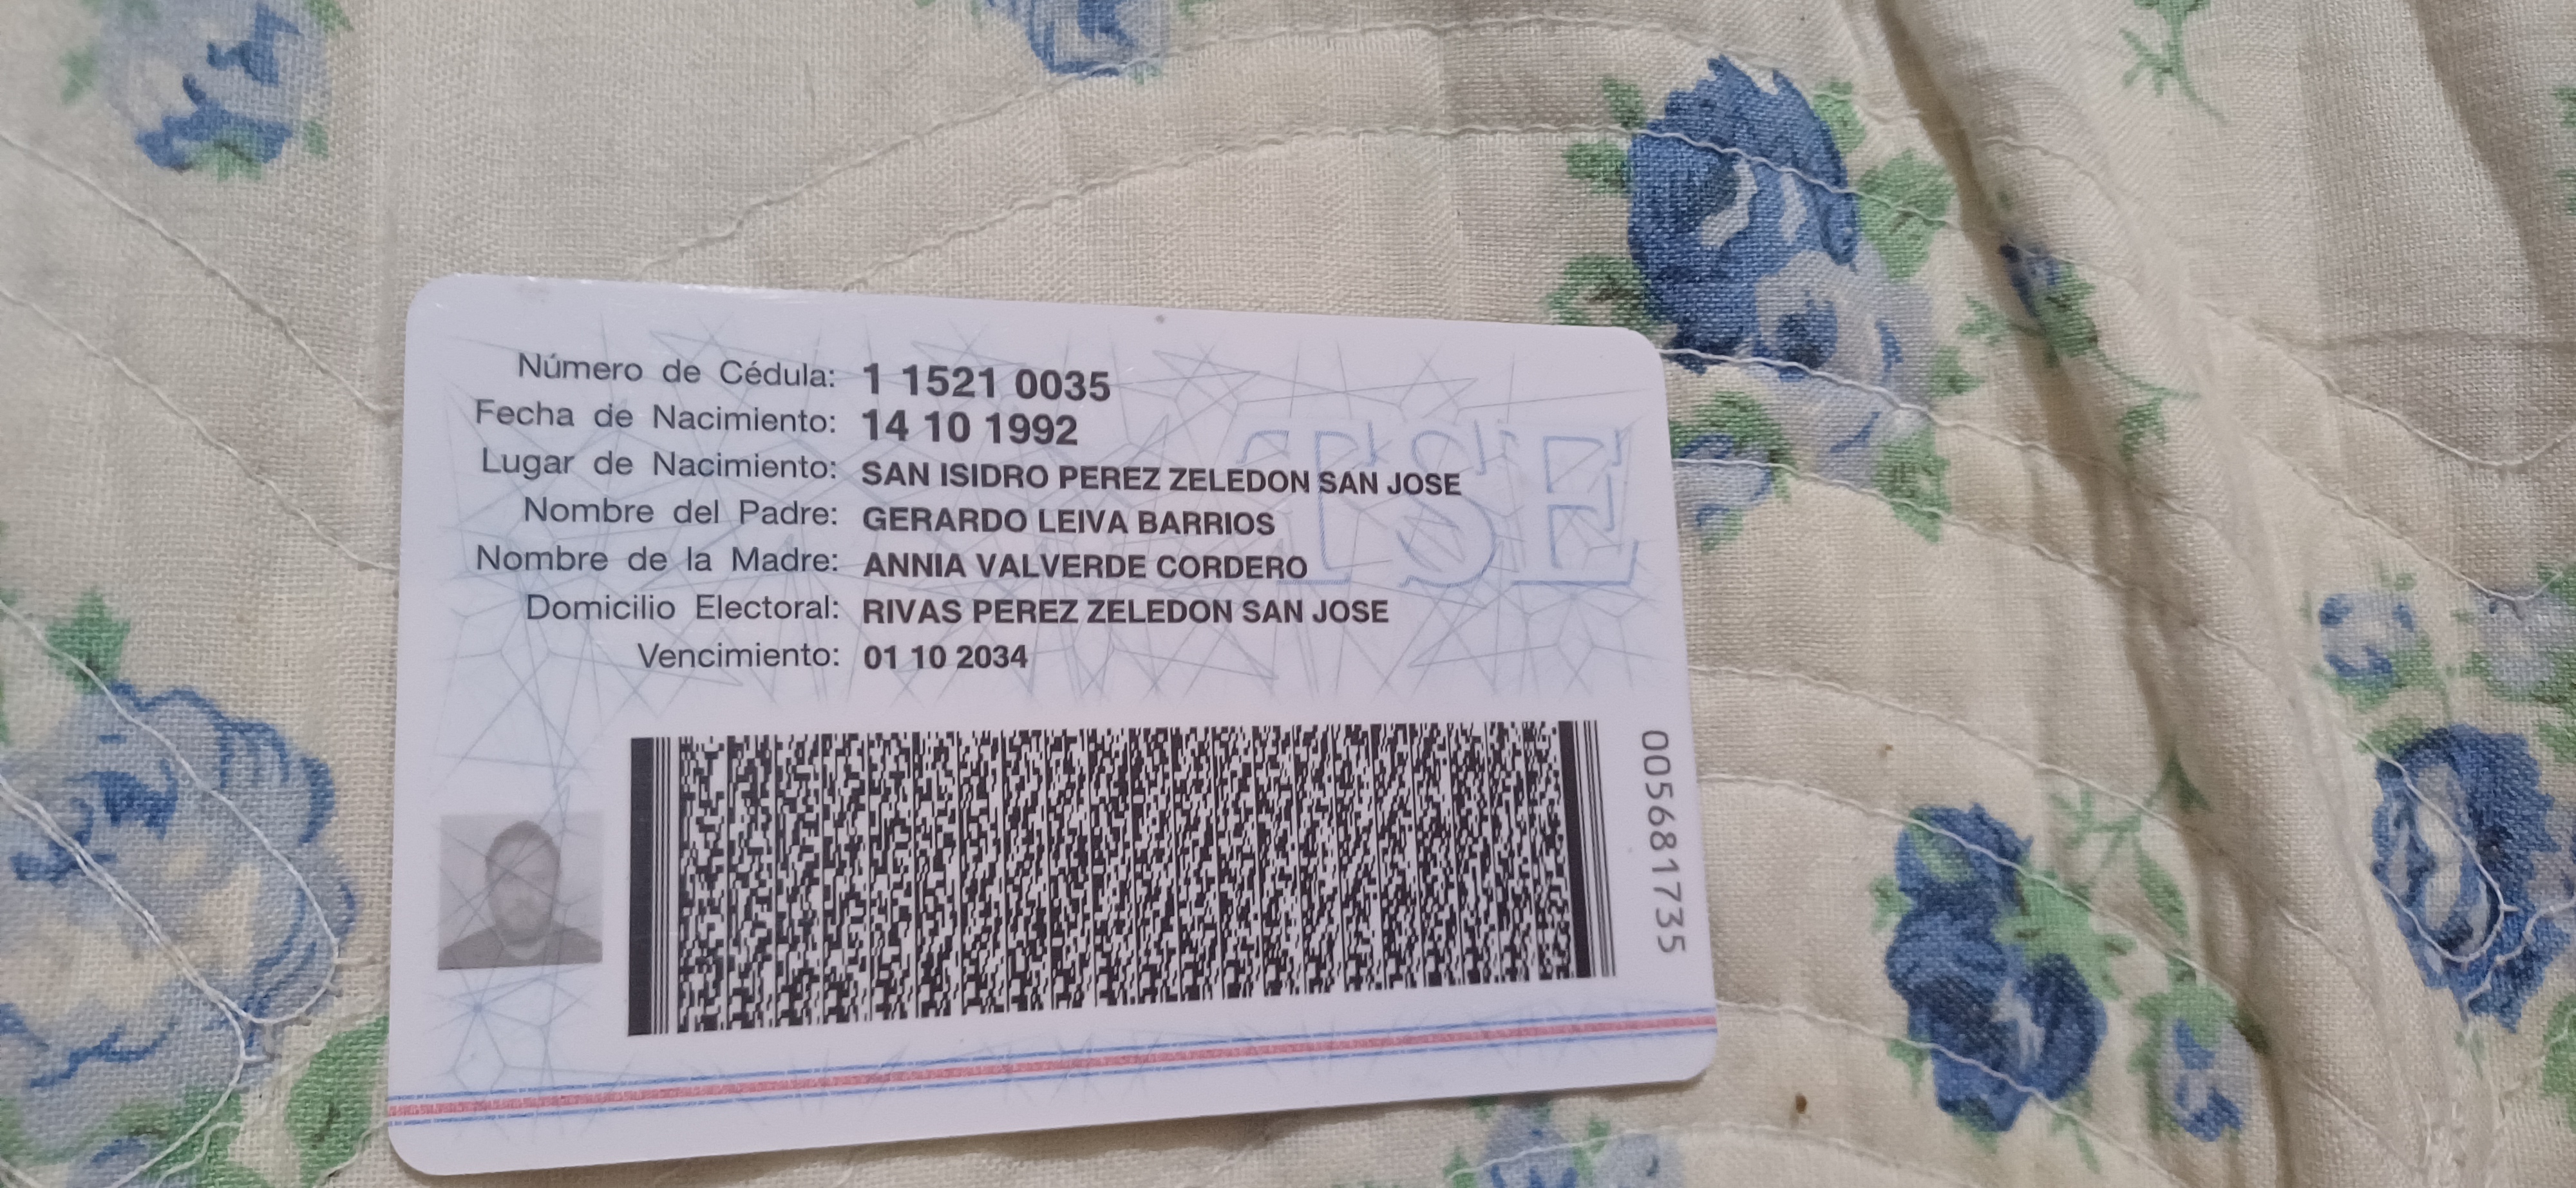 Número de Cédula: 1 1521 0035
Fecha de Nacimiento: 14 10 1992
Lugar de Nacimiento: SAN ISIDRO PEREZ ZELEDON SAN JOSE
Nombre del Padre: GERARDO LEIVA BARRIOS
Nombre de la Madre: ANNIA VALVERDE CORDERO
Domicilio Electoral: RIVAS PEREZ ZELEDON SAN JOSE
Vencimiento: 01 10 2034
TSE
005681735